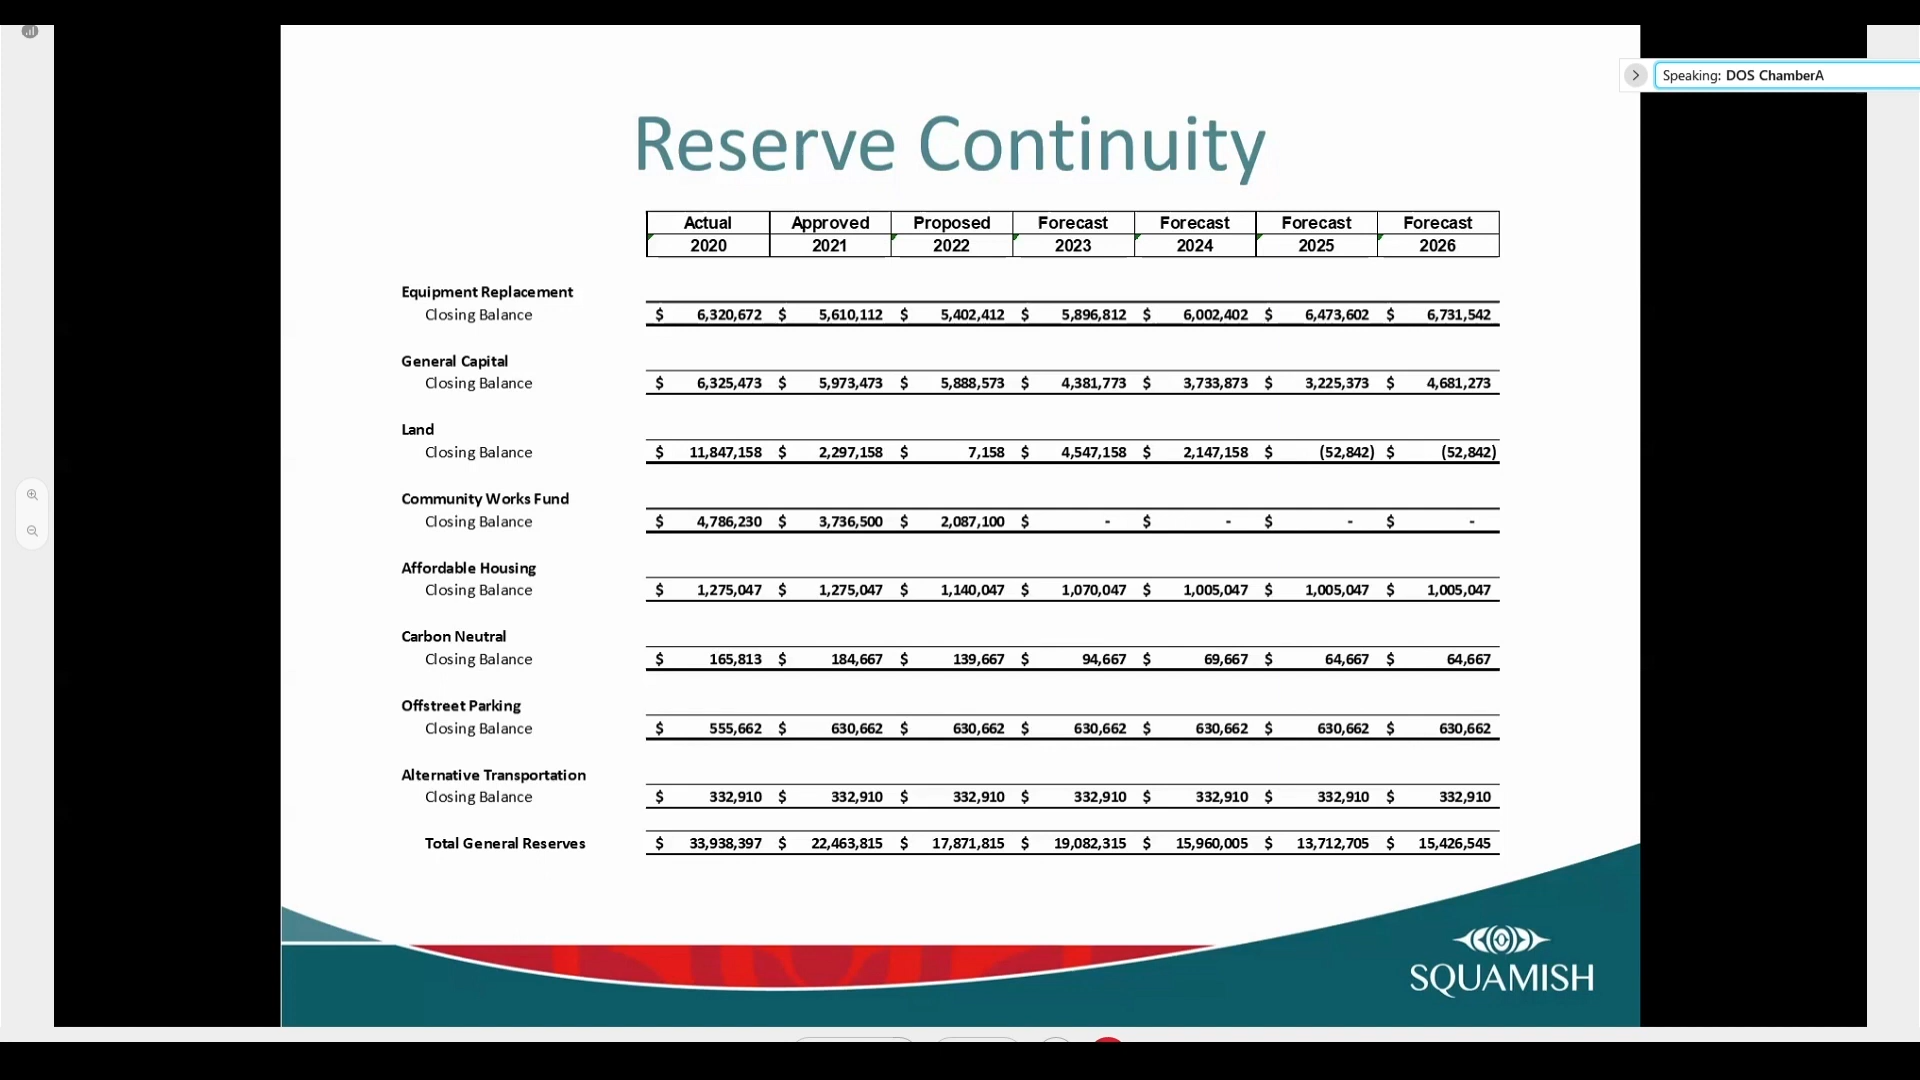 Speaking: DOS ChamberA
Reserve Continuity
Actual Approved Proposed Forecast Forecast Forecast Forecast
2020 2021 2022 2023 2024 2025 2026
Equipment Replacement
Closing Balance $ 6,320,672 $ 5,610,112 $ 5,402,412 $ 5,896,812 $ 6,002,402 $ 6,473,602 $ 6,731,542
General Capital
Closing Balance $ 6,325,473 $ 5,973,473 $ 5,888,573 $ 4,381,773 $ 3,733,873 $ 3,225,373 $ 4,681,273
Land
Closing Balance $ 11,847,158 $ 2,297,158 $ 7,158 $ 4,547,158 $ 2,147,158 $ (52,842) $ (52,842)
Community Works Fund
Closing Balance $ 4,786,230 $ 3,736,500 $ 2,087,100 $ - $ - $ - $ -
Affordable Housing
Closing Balance $ 1,275,047 $ 1,275,047 $ 1,140,047 $ 1,070,047 $ 1,005,047 $ 1,005,047 $ 1,005,047
Carbon Neutral
Closing Balance $ 165,813 $ 184,667 $ 139,667 $ 94,667 $ 69,667 $ 64,667 $ 64,667
Offstreet Parking
Closing Balance $ 555,662 $ 630,662 $ 630,662 $ 630,662 $ 630,662 $ 630,662 $ 630,662
Alternative Transportation
Closing Balance $ 332,910 $ 332,910 $ 332,910 $ 332,910 $ 332,910 $ 332,910 $ 332,910
Total General Reserves $ 33,938,397 $ 22,463,815 $ 17,871,815 $ 19,082,315 $ 15,960,005 $ 13,712,705 $ 15,426,545
SQUAMISH